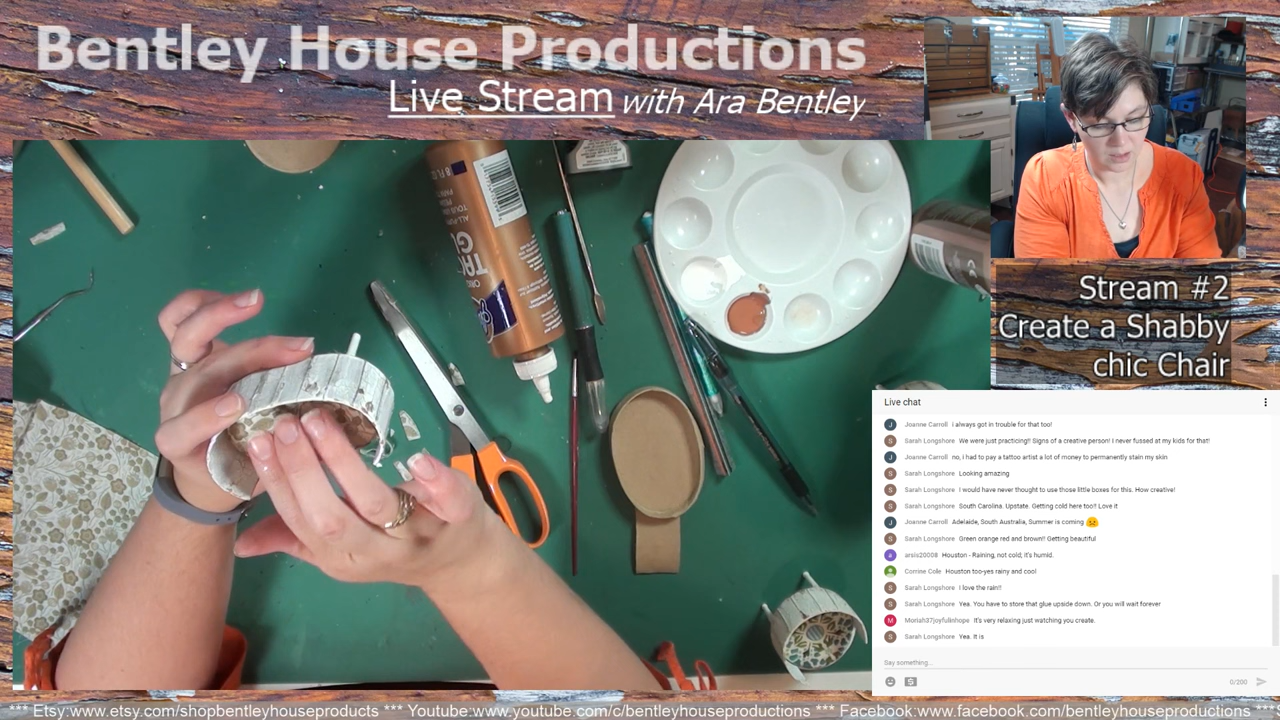 Bentley House Productions
Live Stream with Ara Bentley
Stream #2
Create a Shabby
chic Chair
Live chat
J Joanne Carroll I always got in trouble for that too!
S Sarah Longshore We were just practicing!! Signs of a creative person! I never fussed at my kids for that!
J Joanne Carroll no, I had to pay a tattoo artist a lot of money to permanently stain my skin
S Sarah Longshore Looking amazing
S Sarah Longshore I would have never thought to use those little boxes for this. How creative!
S Sarah Longshore South Carolina. Upstate. Getting cold here too!! Love it
J Joanne Carroll Adelaide, South Australia, Summer is coming
S Sarah Longshore Green orange red and brown!! Getting beautiful
a arsis20008 Houston - Raining, not cold; it's humid.
Corrine Colle Houston too-yes rainy and cool
S Sarah Longshore I love the rain!!
S Sarah Longshore Yea. You have to store that glue upside down. Or you will wait forever
M Moriah37joyfulinhope It's very relaxing just watching you create.
S Sarah Longshore Yea. It is
Say something...
0/200
*** Etsy:www.etsy.com/shopbentleyhouseproducts *** Youtube:www.youtube.com/c/bentleyhouseproductions *** Facebook:www.facebook.com/bentleyhouseproductions ***